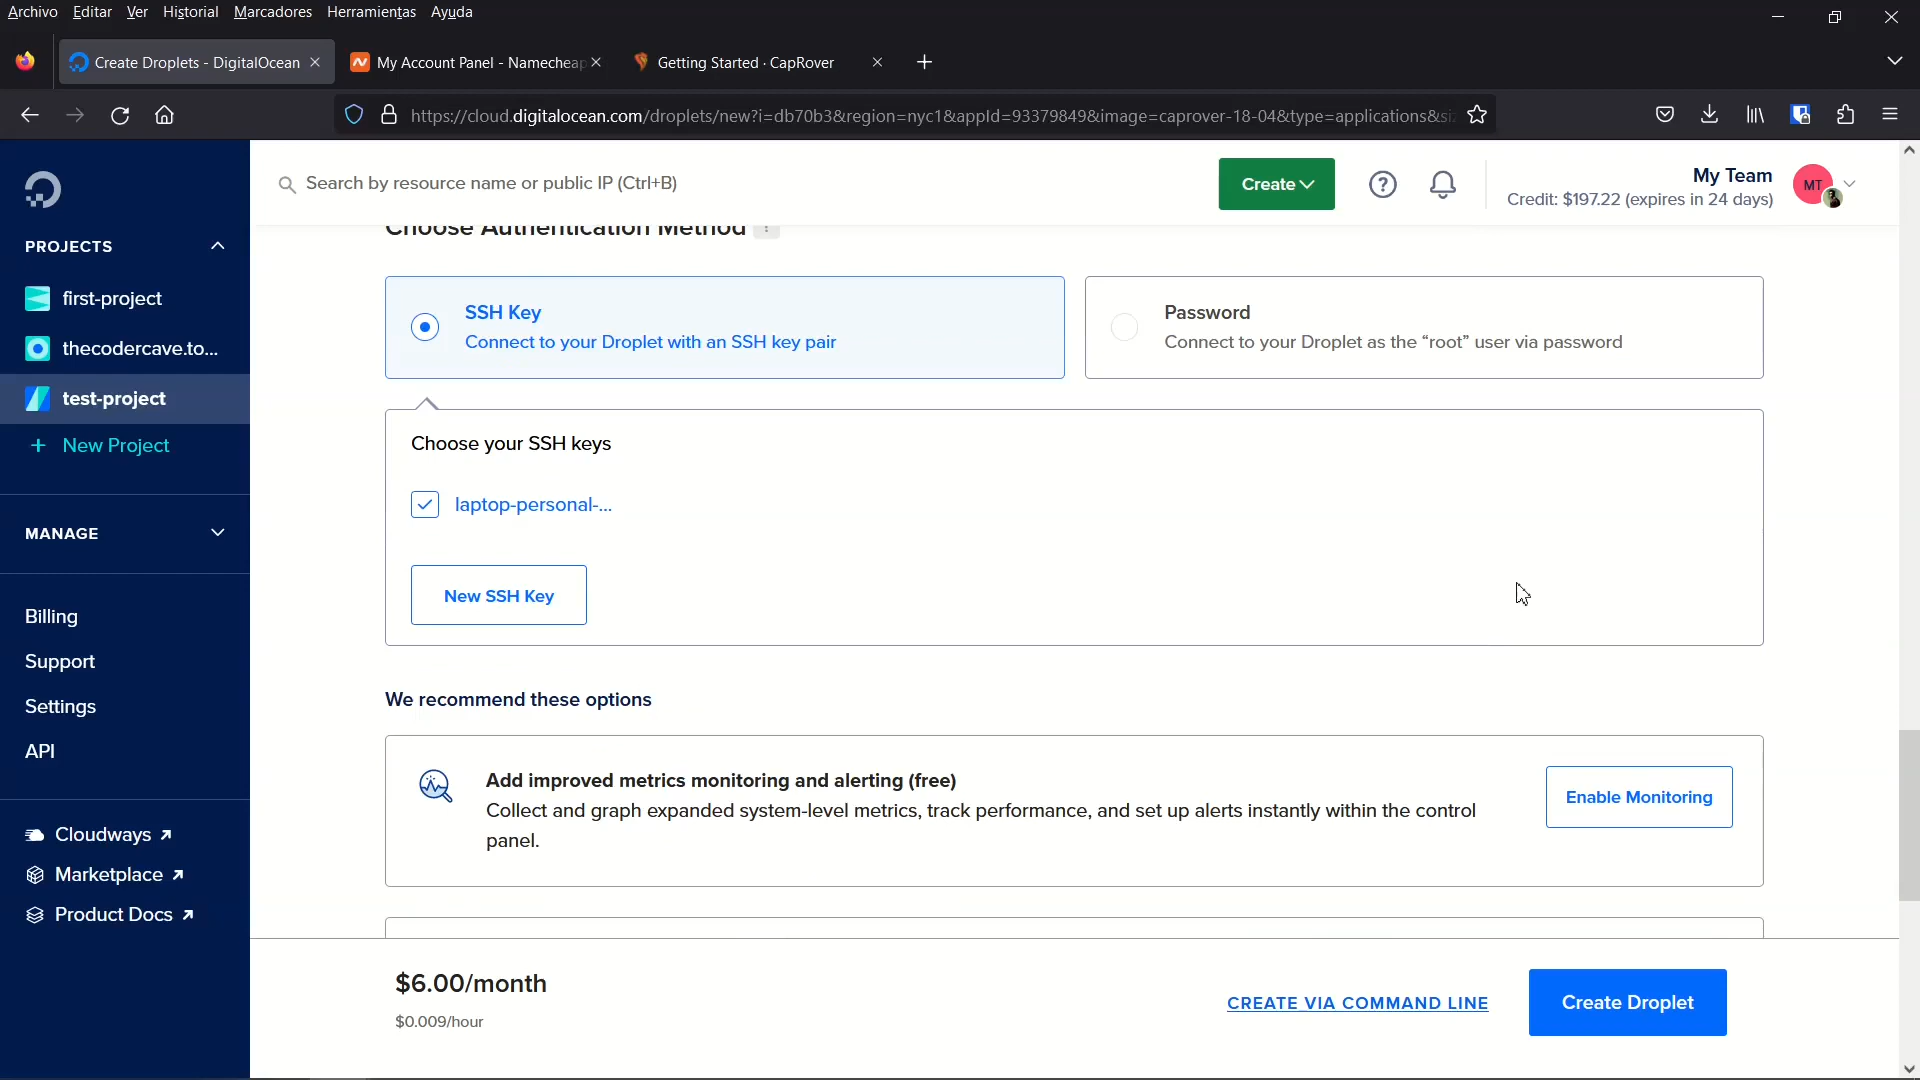 Archivo Editar Ver Historial Marcadores Herramientas Ayuda
Create Droplets - DigitalOcean
My Account Panel - Namecheap
Getting Started · CapRover
https://cloud.digitalocean.com/droplets/new?i=db70b3&region=nyc1&appId=93379849&image=caprover-18-04&type=applications&si
Search by resource name or public IP (Ctrl+B)
Create
My Team
Credit: $197.22 (expires in 24 days)
MT
PROJECTS
first-project
thecodercave.to...
test-project
+ New Project
MANAGE
Billing
Support
Settings
API
Cloudways
Marketplace
Product Docs
Choose Authentication Method ?
SSH Key
Connect to your Droplet with an SSH key pair
Password
Connect to your Droplet as the “root” user via password
Choose your SSH keys
laptop-personal-...
New SSH Key
We recommend these options
Add improved metrics monitoring and alerting (free)
Collect and graph expanded system-level metrics, track performance, and set up alerts instantly within the control
panel.
Enable Monitoring
$6.00/month
$0.009/hour
CREATE VIA COMMAND LINE
Create Droplet